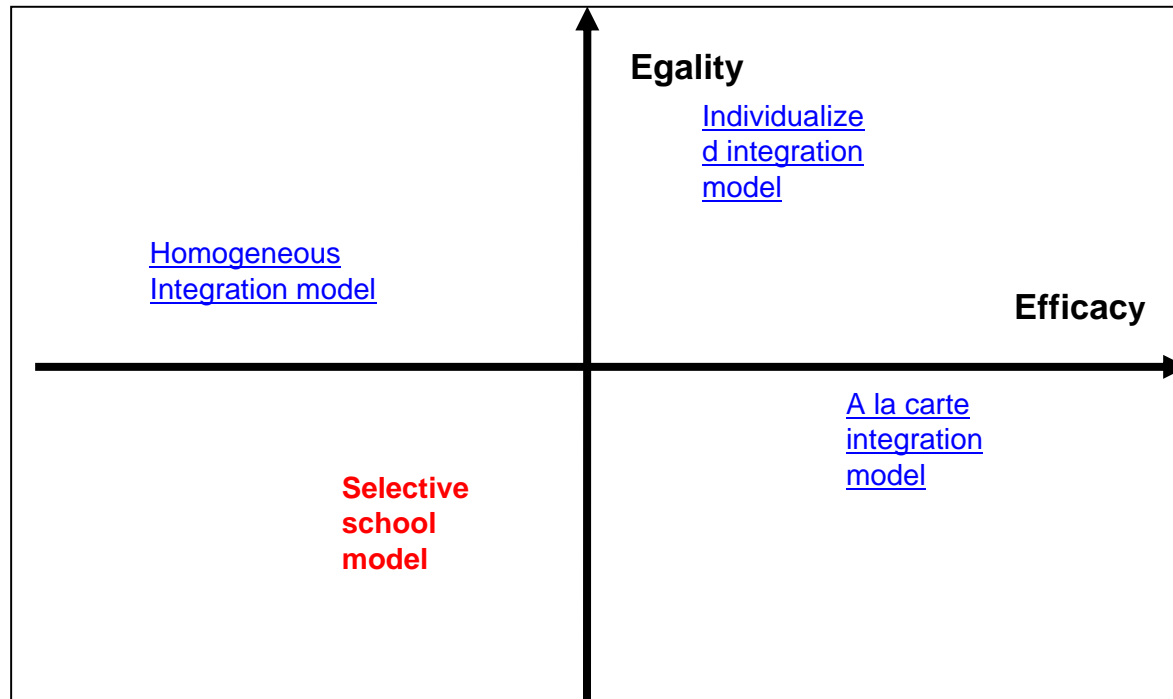 Egality
Individualize
d integration
model
Homogeneous
Integration model
Efficacy
A la carte
integration
model
Selective
school
model